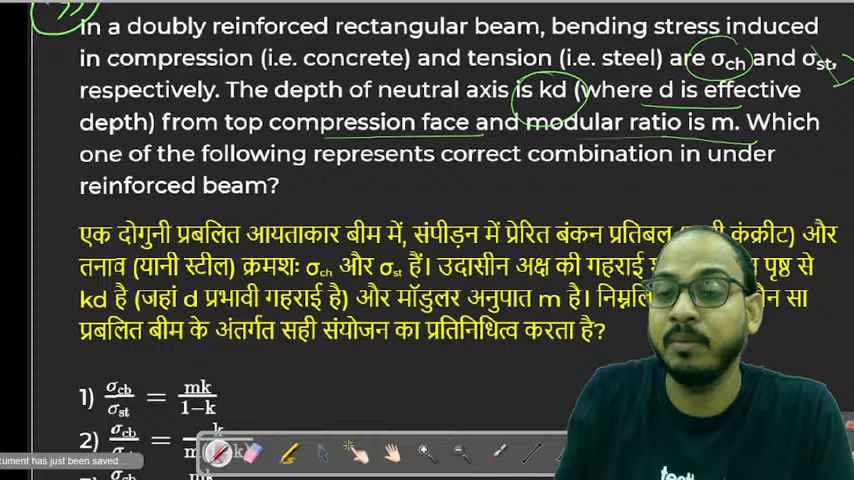 In a doubly reinforced rectangular beam, bending stress induced
in compression (i.e. concrete) and tension (i.e. steel) are σch and σst,
respectively. The depth of neutral axis is kd (where d is effective
depth) from top compression face and modular ratio is m. Which
one of the following represents correct combination in under
reinforced beam?
एक दोगुनी प्रबलित आयताकार बीम में, संपीड़न में प्रेरित बंकन प्रतिबल कंक्रीट) और
तनाव (यानी स्टील) क्रमशः σch और σst हैं। उदासीन अक्ष की गहराई पृष्ठ से
kd है (जहां d प्रभावी गहराई है) और मॉडुलर अनुपात m है। सा
प्रबलित बीम के अंतर्गत सही संयोजन का प्रतिनिधित्व करता है?
1) σcb/σst = mk/1−k
2) σcb = k
cument has just been saved...
mk